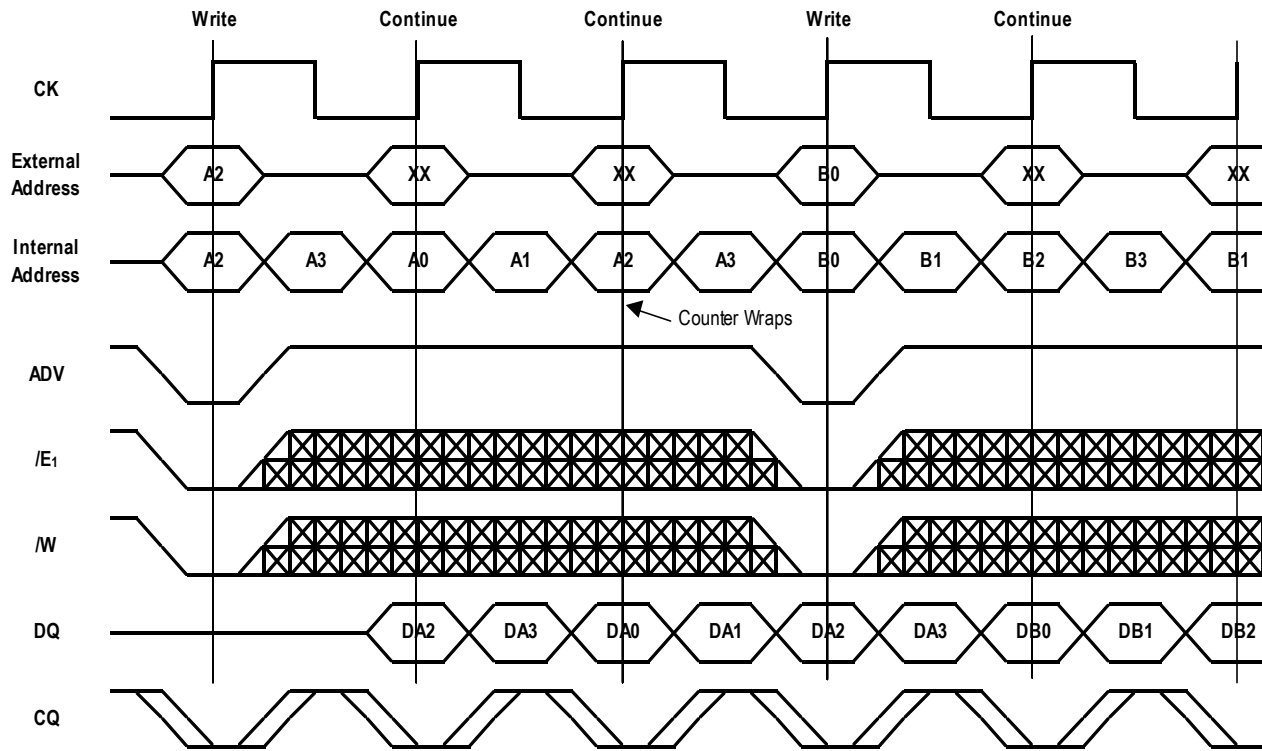 Write Continue Continue Write Continue
CK
External
Address
A2 XX XX B0 XX XX
Internal
Address
A2 A3 A0 A1 A2 A3 B0 B1 B2 B3 B1
Counter Wraps
ADV
/E1
/W
DQ
DA2 DA3 DA0 DA1 DA2 DA3 DB0 DB1 DB2
CQ